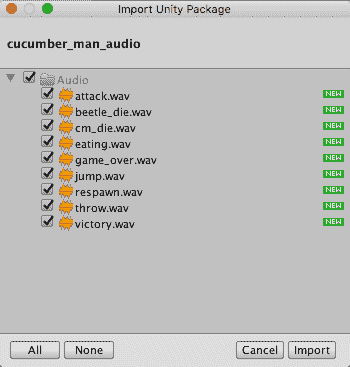 Import Unity Package
cucumber_man_audio
Audio
attack.wav NEW
beetle_die.wav NEW
cm_die.wav NEW
eating.wav NEW
game_over.wav NEW
jump.wav NEW
respawn.wav NEW
throw.wav NEW
victory.wav NEW
All None Cancel Import